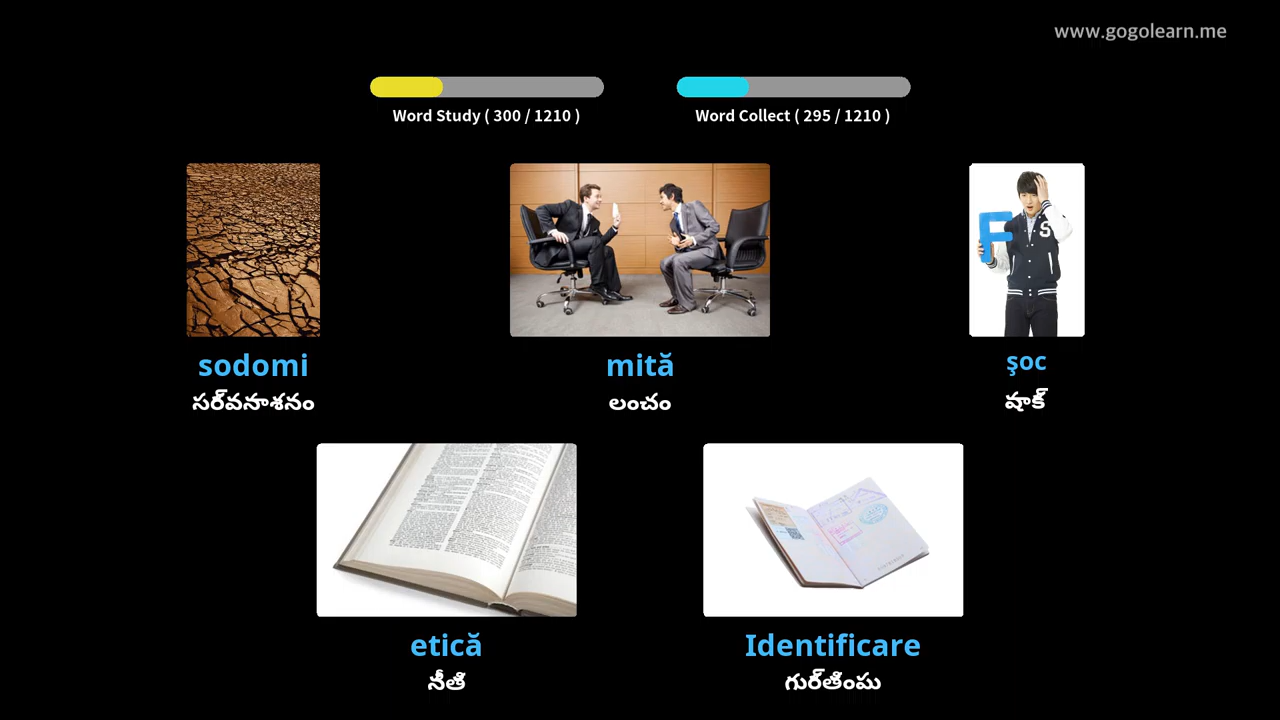 www.gogolearn.me
Word Study ( 300 / 1210 )
Word Collect ( 295 / 1210 )
sodomi
సర్వనాశనం
mită
లంచం
şoc
షాక్
F
S
etică
నీతి
Identificare
గుర్తింపు